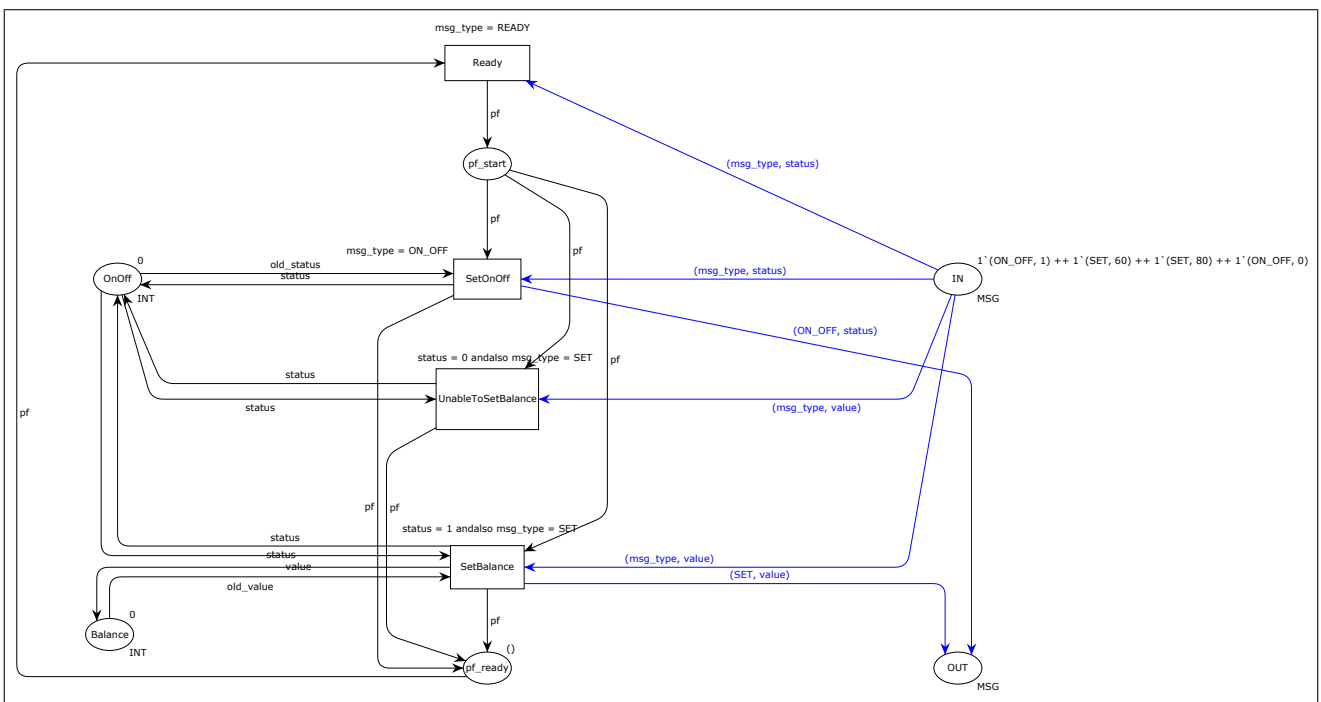 msg_type = READY
Ready
pf
pf_start
(msg_type, status)
pf
pf
msg_type = ON_OFF
0
old_status
status
OnOff
INT
SetOnOff
(msg_type, status)
1`(ON_OFF, 1) ++ 1`(SET, 60) ++ 1`(SET, 80) ++ 1`(ON_OFF, 0)
IN
MSG
(ON_OFF, status)
status = 0 andalso msg_type = SET
pf
status
UnableToSetBalance
status
(msg_type, value)
pf
pf
pf
status = 1 andalso msg_type = SET
status
status
value
SetBalance
(msg_type, value)
(SET, value)
old_value
0
Balance
INT
pf
()
pf_ready
OUT
MSG